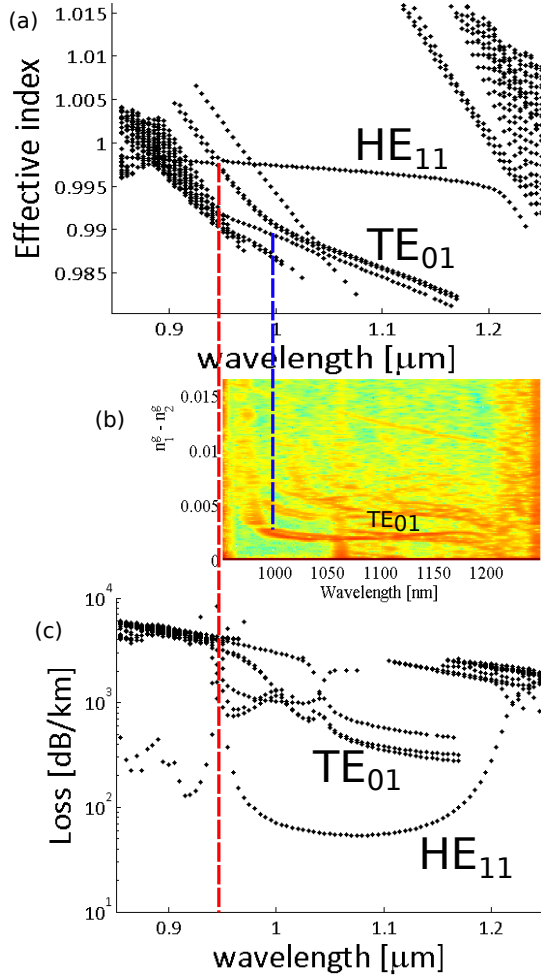 (a)
1.015
1.01
1.005
1
0.995
0.99
0.985
Effective index
HE11
TE01
0.9
1
1.1
1.2
wavelength [μm]
(b)
0.015
0.01
0.005
0
n1^g - n2^g
TE01
1000
1050
1100
1150
1200
Wavelength [nm]
(c)
10^4
10^3
10^2
10^1
Loss [dB/km]
TE01
HE11
0.9
1
1.1
1.2
wavelength [μm]